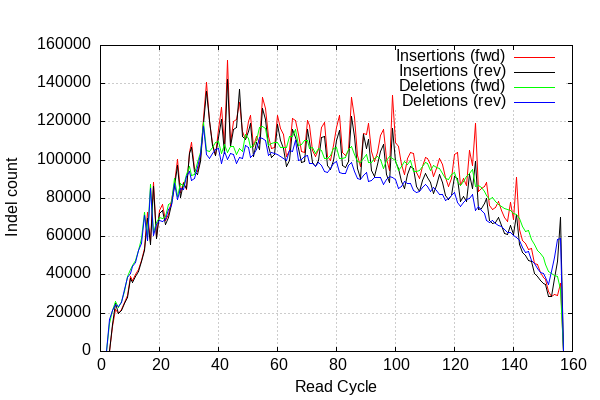 160000
140000
120000
100000
80000
60000
40000
20000
0
Indel count
0 20 40 60 80 100 120 140 160
Read Cycle
Insertions (fwd)
Insertions (rev)
Deletions (fwd)
Deletions (rev)